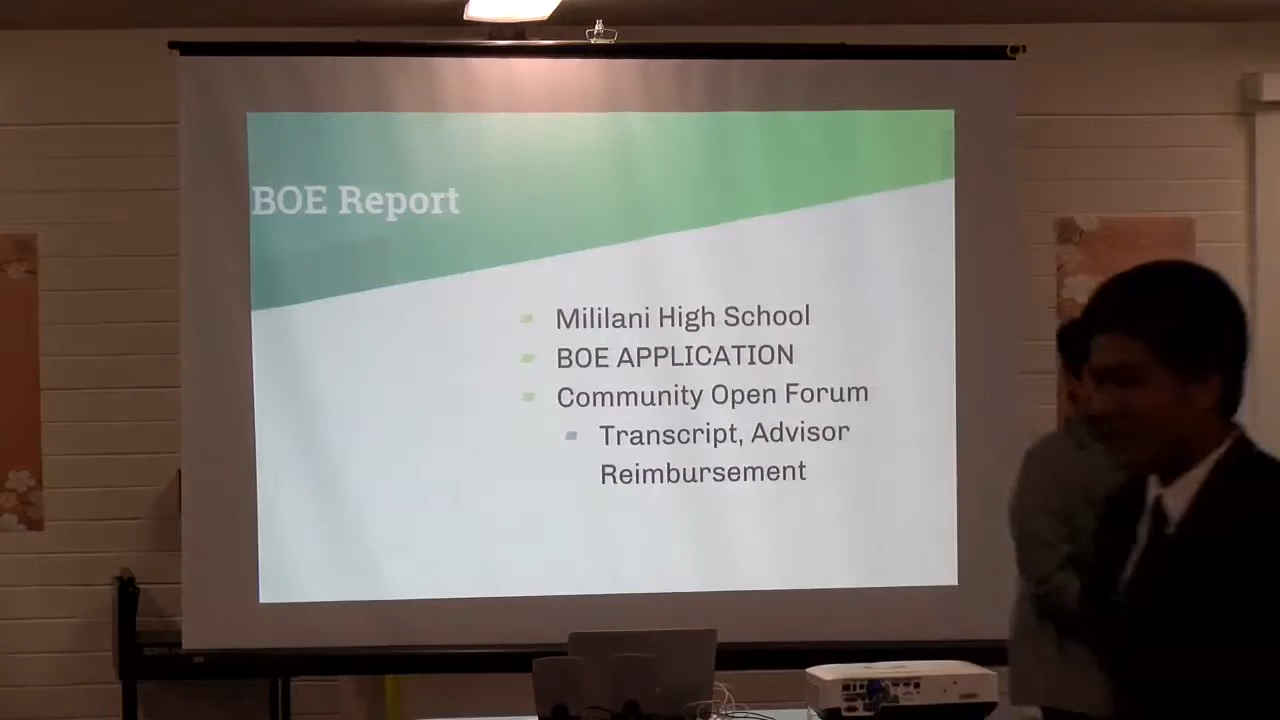 BOE Report
Mililani High School
BOE APPLICATION
Community Open Forum
Transcript, Advisor
Reimbursement